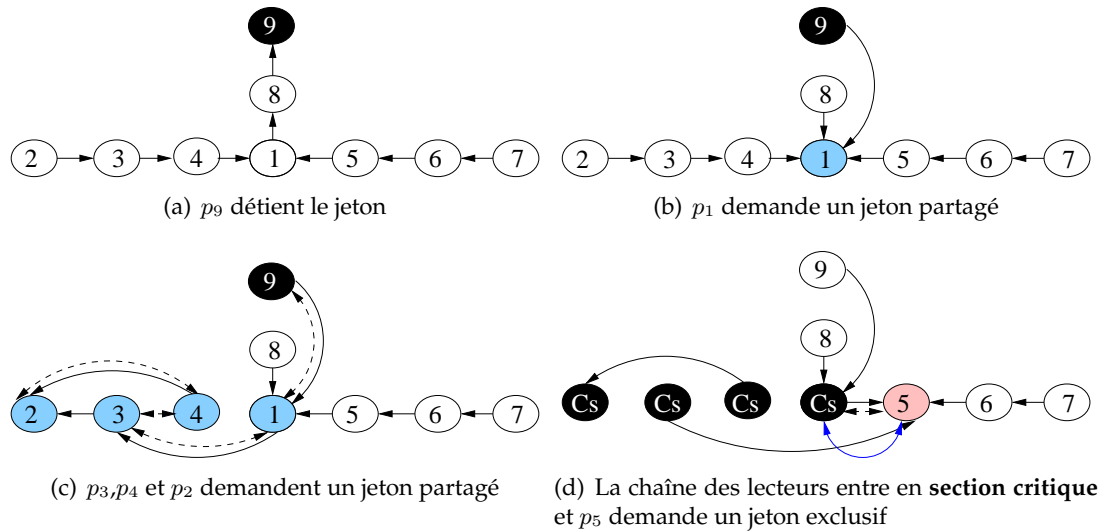 9
9
8
8
2 3 4 1 5 6 7
2 3 4 1 5 6 7
(a) p9 détient le jeton
(b) p1 demande un jeton partagé
9
9
8
8
2 3 4 1 5 6 7
Cs Cs Cs Cs 5 6 7
(c) p3,p4 et p2 demandent un jeton partagé
(d) La chaîne des lecteurs entre en section critique
et p5 demande un jeton exclusif